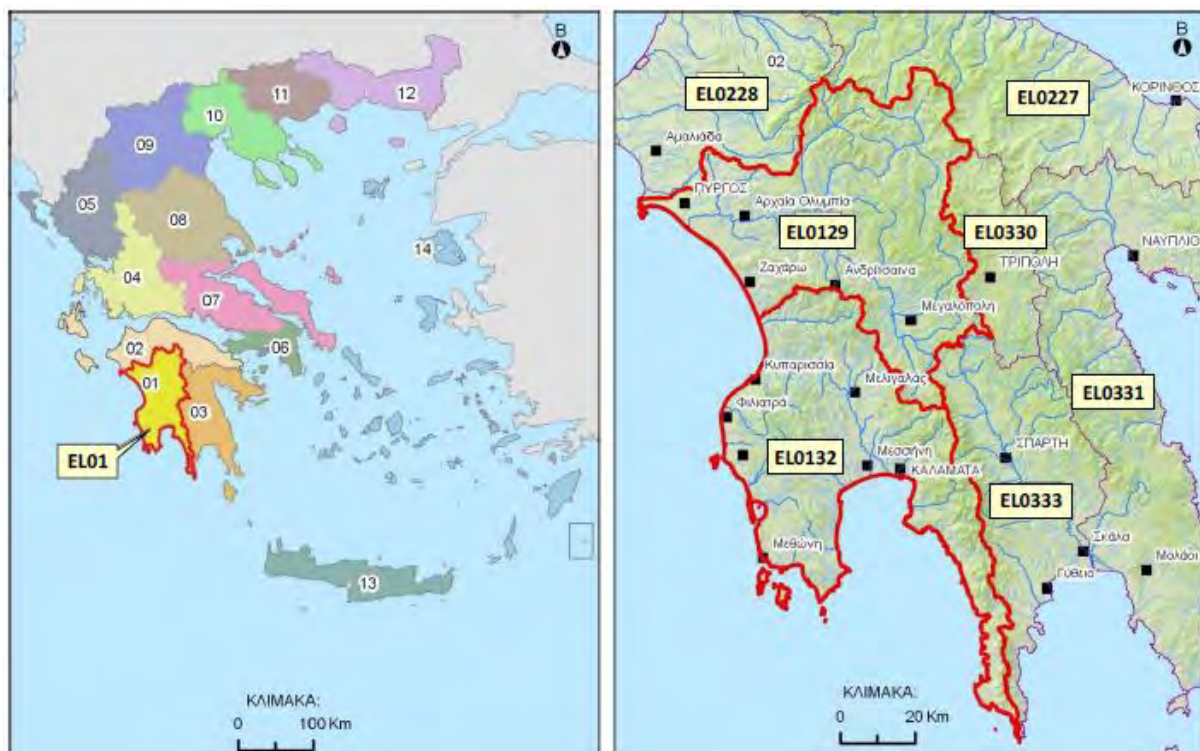 B
12
11
10
09
05
08
14
04
07
06
02
01
03
EL01
13
ΚΛΙΜΑΚΑ:
0 100 Km
B
02
EL0228
EL0227
ΚΟΡΙΝΘΟΣ
Αμαλιάδα
ΠΥΡΓΟΣ
Αρχαία Ολυμπία
EL0129
EL0330
ΝΑΥΠΛΙΟ
ΤΡΙΠΟΛΗ
Ζαχάρω
Ανδρίτσαινα
Μεγαλόπολη
Κυπαρισσία
Μελιγαλάς
EL0331
Φιλιατρά
ΣΠΑΡΤΗ
EL0132
Μεσσήνη
ΚΑΛΑΜΑΤΑ
EL0333
Σκάλα
Μεθώνη
Μολάοι
Γύθεια
ΚΛΙΜΑΚΑ:
0 20 Km